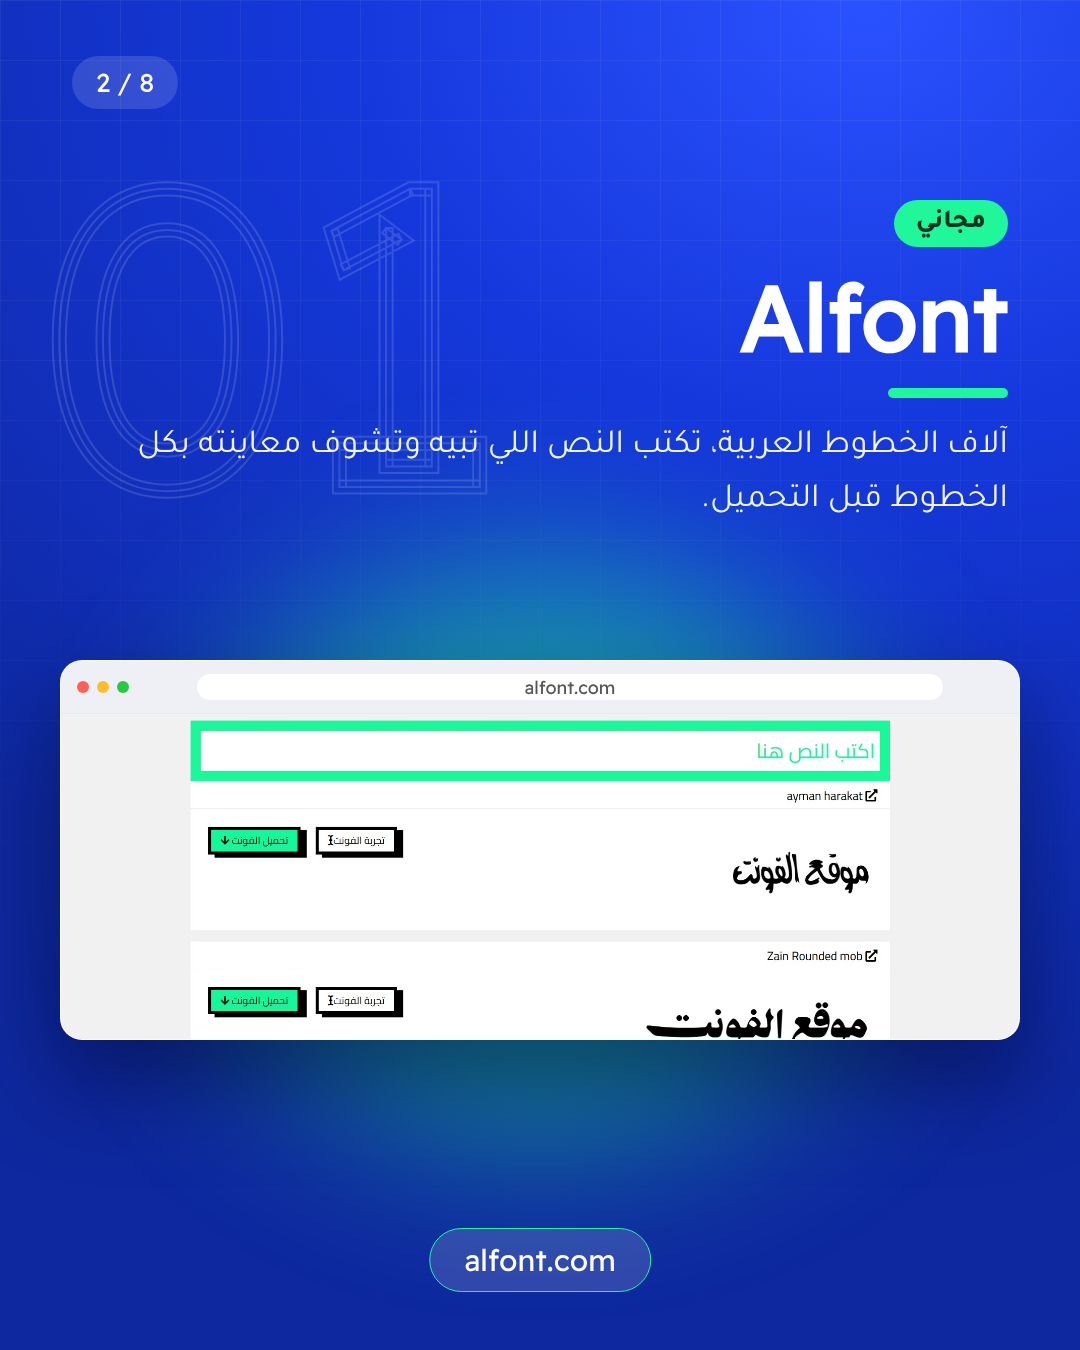 2 / 8
01
مجاني
Alfont
آلاف الخطوط العربية، تكتب النص اللي تبيه وتشوف معاينته بكل
الخطوط قبل التحميل.
alfont.com
اكتب النص هنا
ayman harakat
تجربة الفونت
تحميل الفونت
موقع الفونت
Zain Rounded mob
تجربة الفونت
تحميل الفونت
موقع الفونت
alfont.com